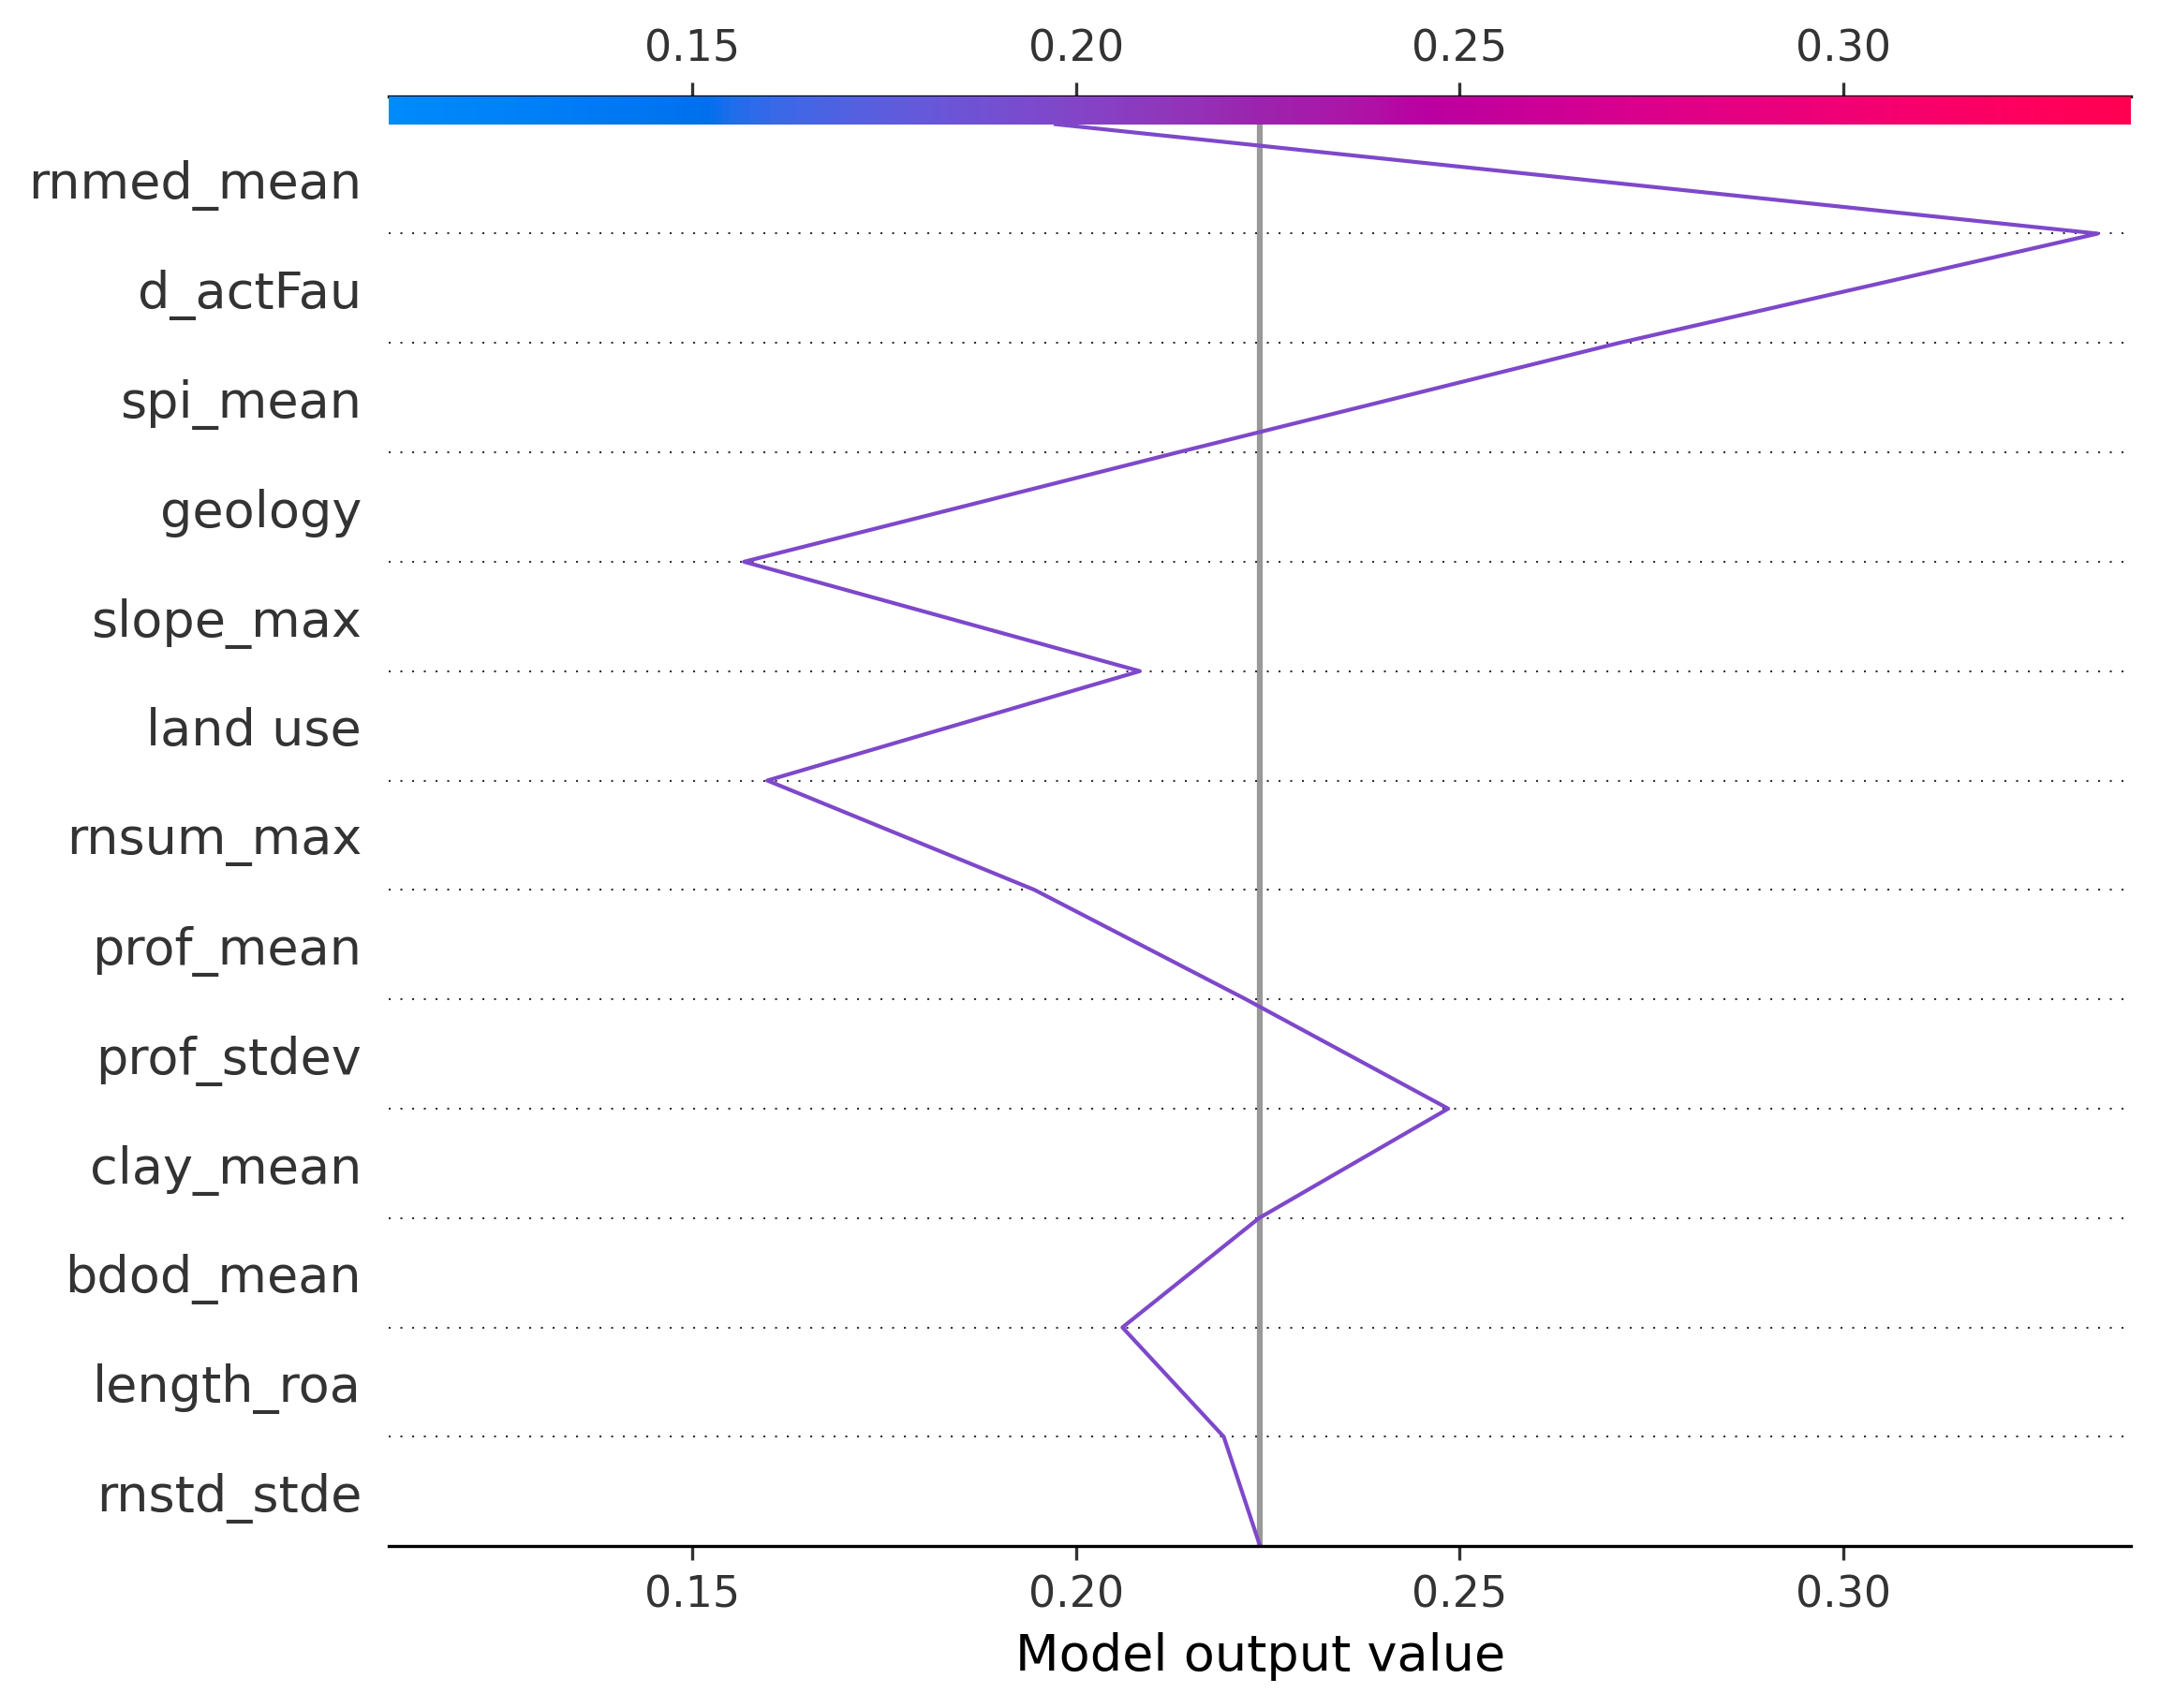 0.15 0.20 0.25 0.30
rnmed_mean
d_actFau
spi_mean
geology
slope_max
land use
rnsum_max
prof_mean
prof_stdev
clay_mean
bdod_mean
length_roa
rnstd_stde
0.15 0.20 0.25 0.30
Model output value